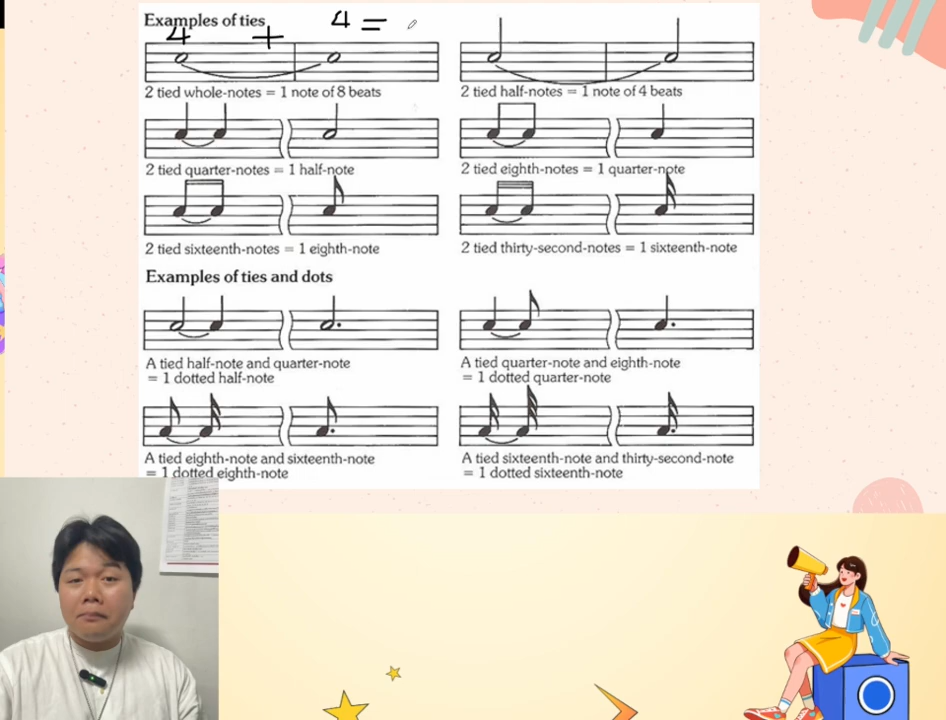 Examples of ties
4 + 4 =
2 tied whole-notes = 1 note of 8 beats
2 tied half-notes = 1 note of 4 beats
2 tied quarter-notes = 1 half-note
2 tied eighth-notes = 1 quarter-note
2 tied sixteenth-notes = 1 eighth-note
2 tied thirty-second-notes = 1 sixteenth-note
Examples of ties and dots
A tied half-note and quarter-note
= 1 dotted half-note
A tied quarter-note and eighth-note
= 1 dotted quarter-note
A tied eighth-note and sixteenth-note
= 1 dotted eighth-note
A tied sixteenth-note and thirty-second-note
= 1 dotted sixteenth-note